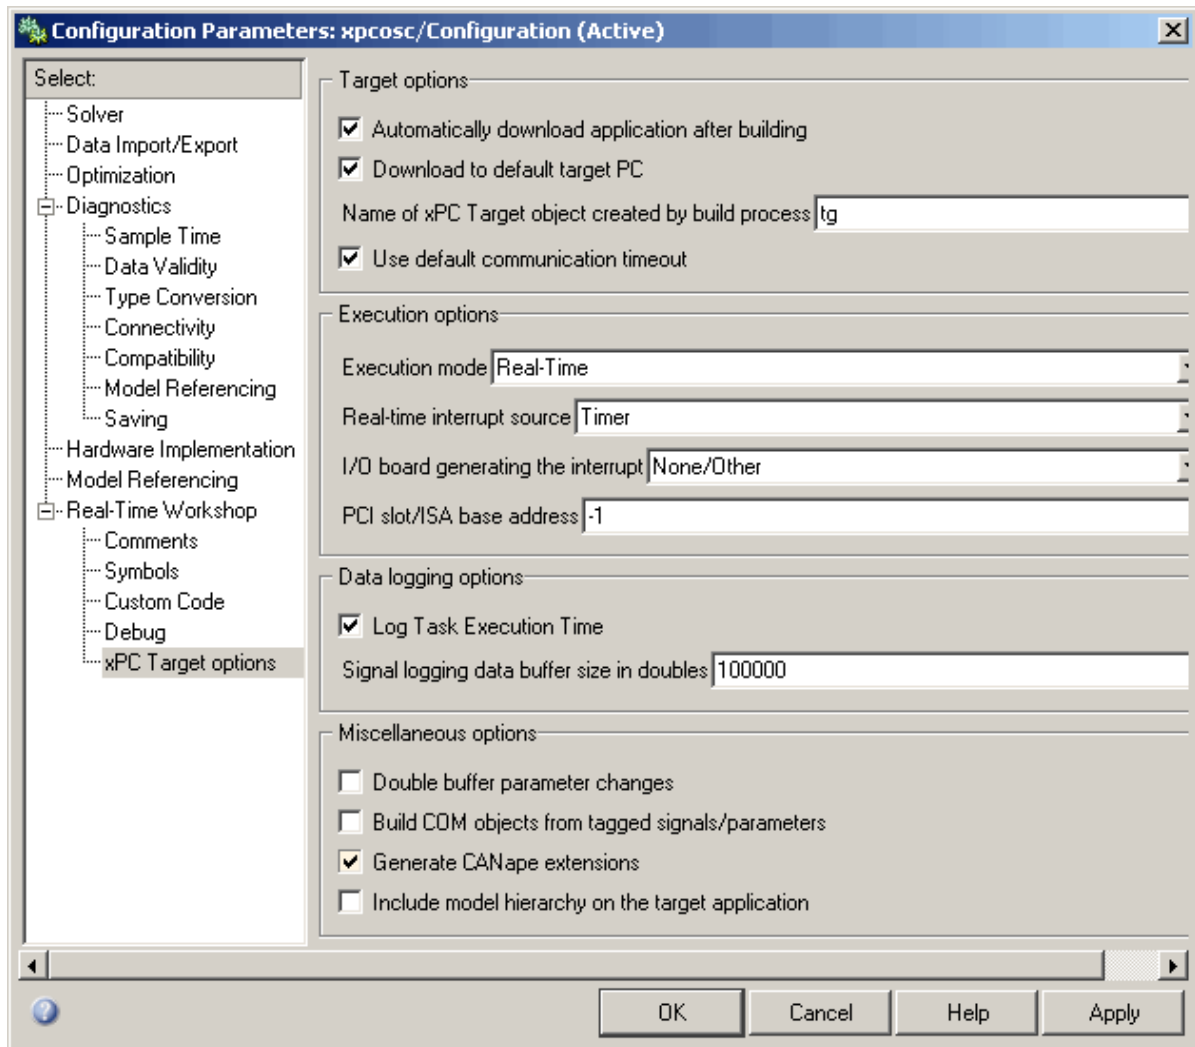 Configuration Parameters: xpcosc/Configuration (Active)
Select:
Solver
Data Import/Export
Optimization
Diagnostics
Sample Time
Data Validity
Type Conversion
Connectivity
Compatibility
Model Referencing
Saving
Hardware Implementation
Model Referencing
Real-Time Workshop
Comments
Symbols
Custom Code
Debug
xPC Target options
Target options
Automatically download application after building
Download to default target PC
Name of xPC Target object created by build process tg
Use default communication timeout
Execution options
Execution mode Real-Time
Real-time interrupt source Timer
I/O board generating the interrupt None/Other
PCI slot/ISA base address -1
Data logging options
Log Task Execution Time
Signal logging data buffer size in doubles 100000
Miscellaneous options
Double buffer parameter changes
Build COM objects from tagged signals/parameters
Generate CANape extensions
Include model hierarchy on the target application
OK Cancel Help Apply